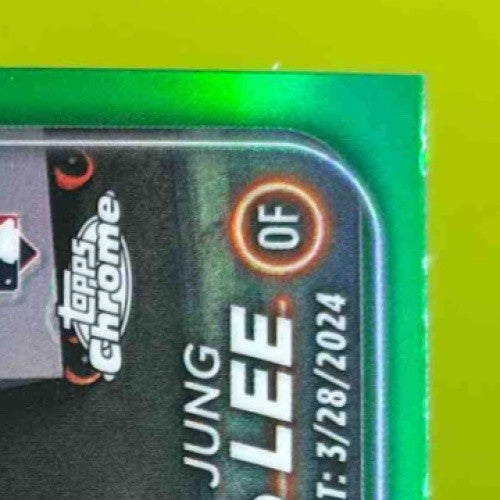 topps
chrome
OF
JUNG
LEE
T: 3/28/2024